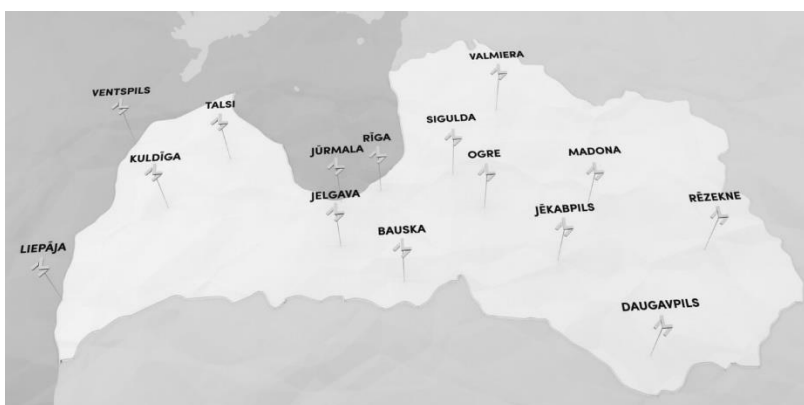 VALMIERA
VENTSPILS
TALSI
SIGULDA
RĪGA
JŪRMALA
OGRE
MADONA
KULDĪGA
JELGAVA
RĒZEKNE
JĒKABPILS
BAUSKA
LIEPĀJA
DAUGAVPILS